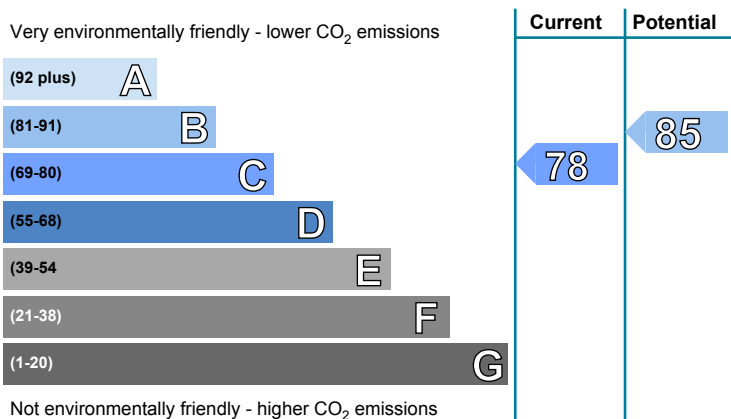 Current Potential
Very environmentally friendly - lower CO₂ emissions
(92 plus) A
(81-91) B
85
(69-80) C
78
(55-68) D
(39-54 E
(21-38) F
(1-20) G
Not environmentally friendly - higher CO₂ emissions